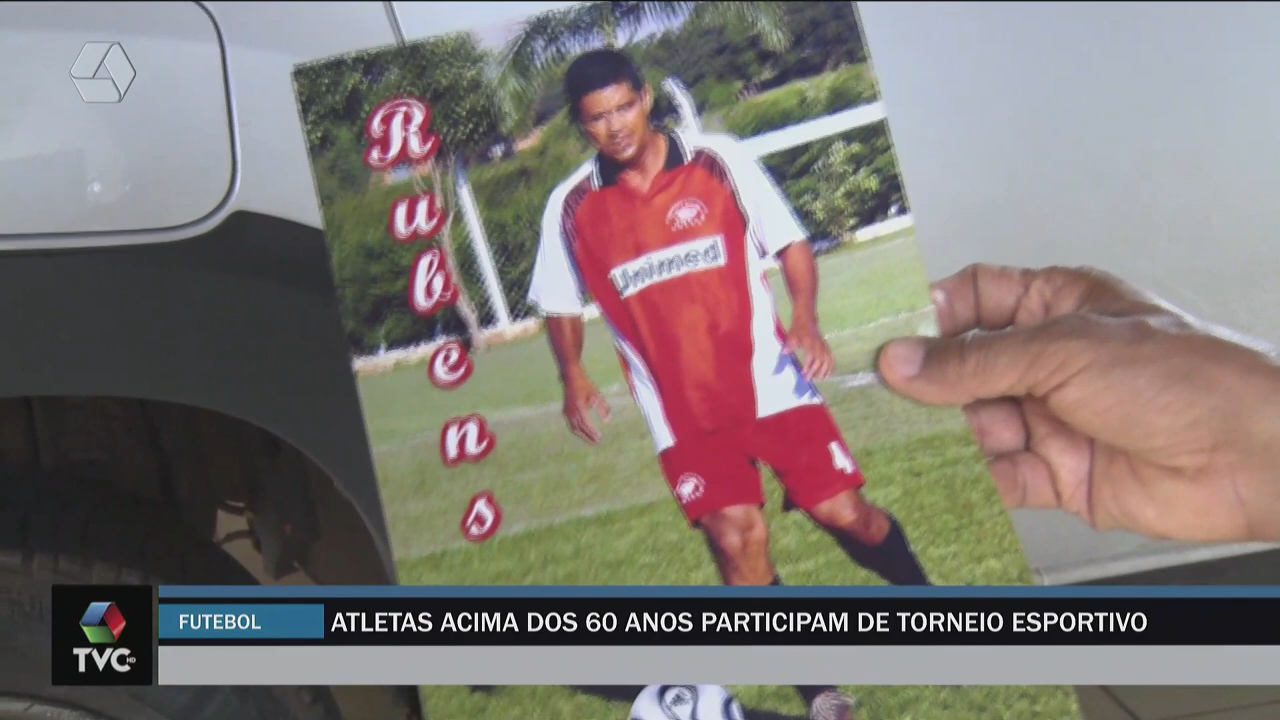 Rubens
Unimed
4
FUTEBOL
ATLETAS ACIMA DOS 60 ANOS PARTICIPAM DE TORNEIO ESPORTIVO
TVC HD